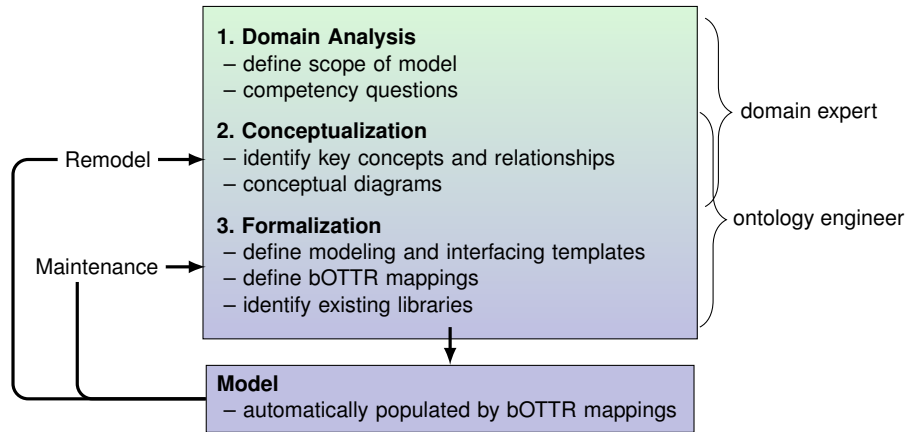 1. Domain Analysis
– define scope of model
– competency questions
domain expert
2. Conceptualization
Remodel
– identify key concepts and relationships
– conceptual diagrams
ontology engineer
3. Formalization
– define modeling and interfacing templates
Maintenance
– define bOTTR mappings
– identify existing libraries
Model
– automatically populated by bOTTR mappings